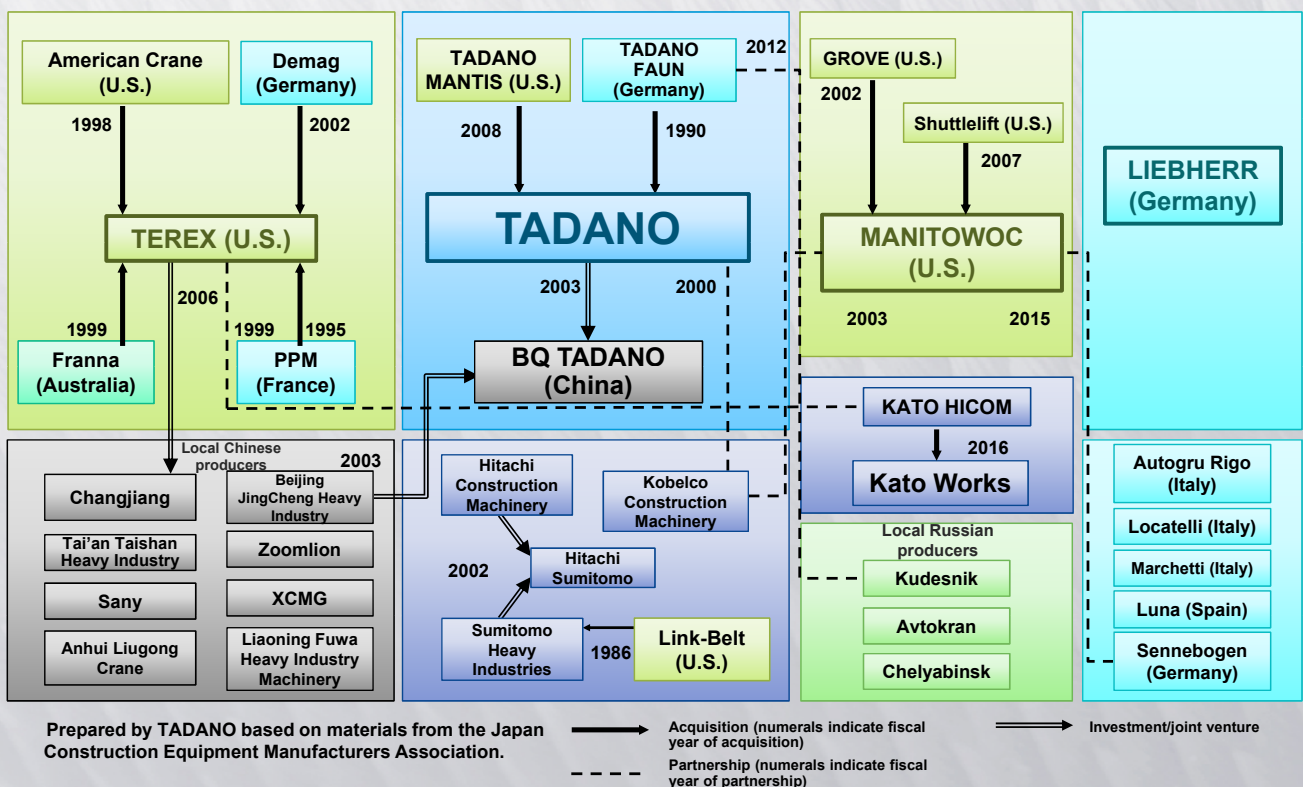 American Crane
(U.S.)
Demag
(Germany)
1998
2002
TEREX (U.S.)
2006
1999
1999
1995
Franna
(Australia)
PPM
(France)
TADANO
MANTIS (U.S.)
TADANO
FAUN
(Germany)
2012
2008
1990
TADANO
2003
2000
BQ TADANO
(China)
GROVE (U.S.)
2002
Shuttlelift (U.S.)
2007
MANITOWOC
(U.S.)
2003
2015
LIEBHERR
(Germany)
KATO HICOM
2016
Kato Works
Local Chinese
producers
2003
Changjiang
Beijing
JingCheng Heavy
Industry
Tai’an Taishan
Heavy Industry
Zoomlion
Sany
XCMG
Anhui Liugong
Crane
Liaoning Fuwa
Heavy Industry
Machinery
Hitachi
Construction
Machinery
Kobelco
Construction
Machinery
2002
Hitachi
Sumitomo
Sumitomo
Heavy
Industries
1986
Link-Belt
(U.S.)
Local Russian
producers
Kudesnik
Avtokran
Chelyabinsk
Autogru Rigo
(Italy)
Locatelli (Italy)
Marchetti (Italy)
Luna (Spain)
Sennebogen
(Germany)
Prepared by TADANO based on materials from the Japan
Construction Equipment Manufacturers Association.
Acquisition (numerals indicate fiscal
year of acquisition)
Investment/joint venture
Partnership (numerals indicate fiscal
year of partnership)